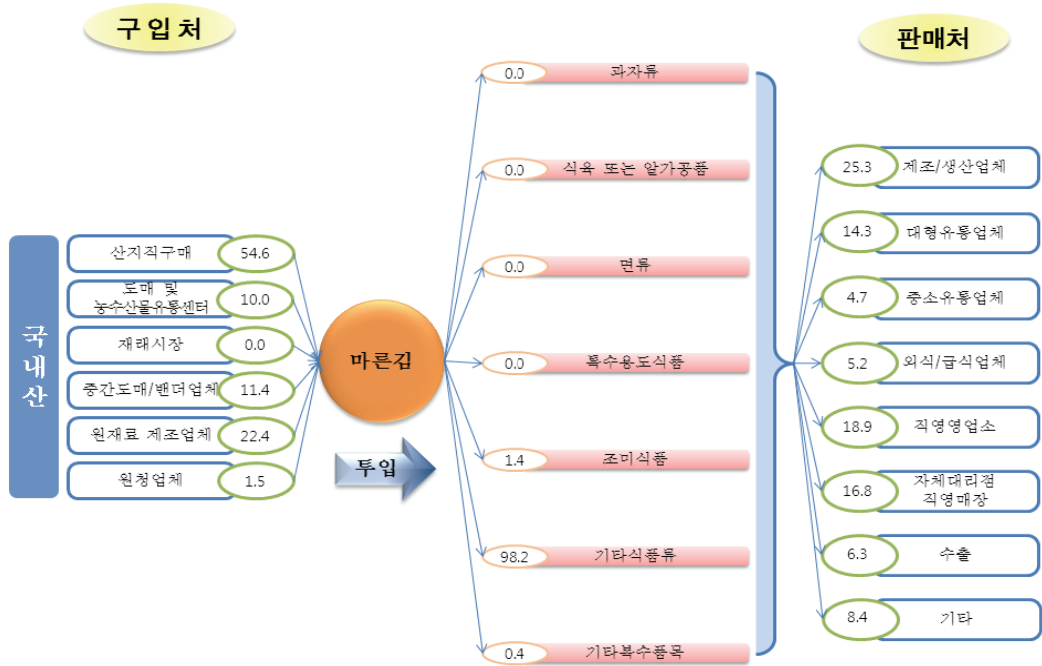 구입처
판매처
국내산
산지직구매
54.6
도매 및
농수산물유통센터
10.0
재래시장
0.0
중간도매/밴더업체
11.4
원재료 제조업체
22.4
원청업체
1.5
마른김
투입
0.0
과자류
0.0
식육 또는 알가공품
0.0
면류
0.0
복수용도식품
1.4
조미식품
98.2
기타식품류
0.4
기타복수품목
25.3
제조/생산업체
14.3
대형유통업체
4.7
중소유통업체
5.2
외식/급식업체
18.9
직영영업소
16.8
자체대리점
직영매장
6.3
수출
8.4
기타